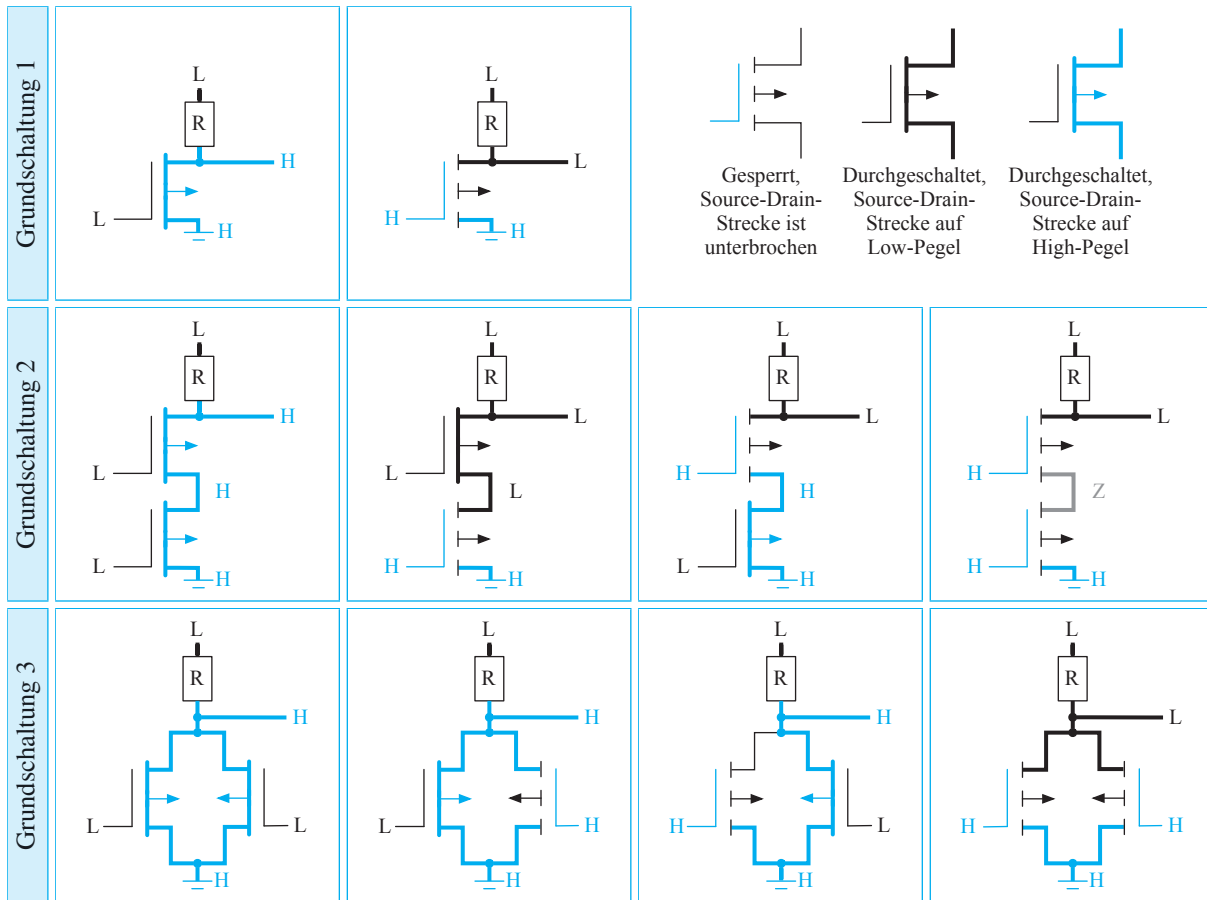 Grundschaltung 1
L
R
H
L
H
L
R
L
H
H
Gesperrt,
Source-Drain-
Strecke ist
unterbrochen
Durchgeschaltet,
Source-Drain-
Strecke auf
Low-Pegel
Durchgeschaltet,
Source-Drain-
Strecke auf
High-Pegel
Grundschaltung 2
L
R
H
L
H
L
H
L
R
L
L
L
H
H
L
R
L
H
H
L
H
L
R
L
H
Z
H
H
Grundschaltung 3
L
R
H
L
L
H
L
R
H
L
H
H
L
R
H
H
L
H
L
R
L
H
H
H